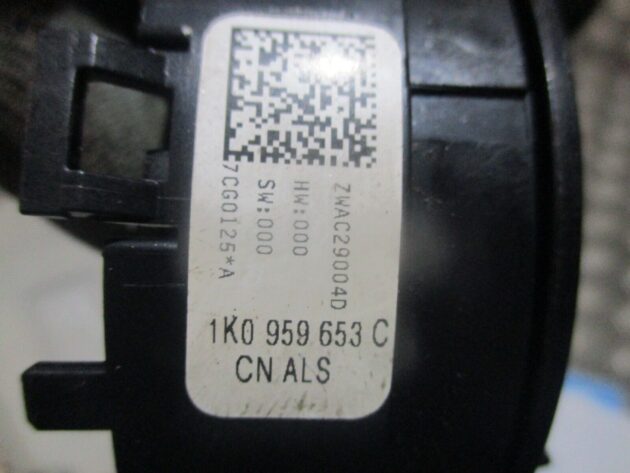 ZWAC29004D
HW:000
SW:000
7CG0125*A
1K0 959 653 C
CN ALS